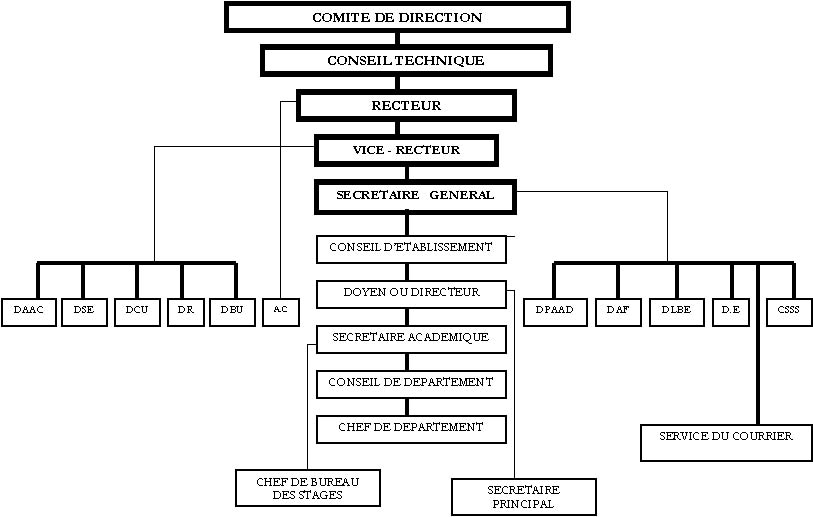 COMITE DE DIRECTION
CONSEIL TECHNIQUE
RECTEUR
VICE - RECTEUR
SECRETAIRE GENERAL
CONSEIL D'ETABLISSEMENT
DAAC
DSE
DCU
DR
DBU
AC
DOYEN OU DIRECTEUR
DPAAD
DAF
DLBE
D.E
CSSS
SECRETAIRE ACADEMIQUE
CONSEIL DE DEPARTEMENT
CHEF DE DEPARTEMENT
SERVICE DU COURRIER
CHEF DE BUREAU
DES STAGES
SECRETAIRE
PRINCIPAL